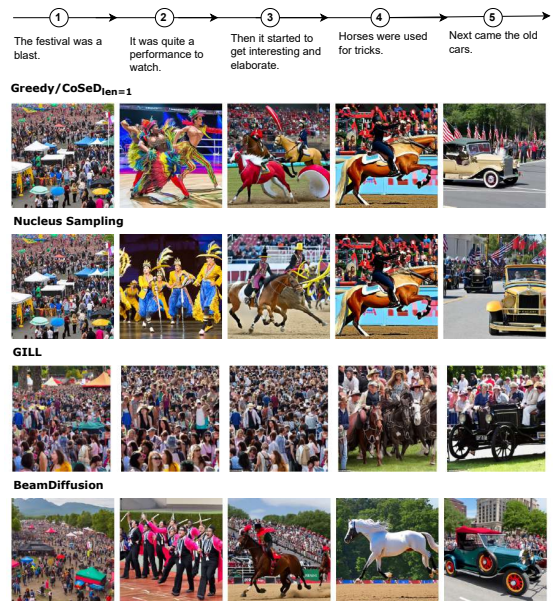 1 2 3 4 5
The festival was a
blast.
It was quite a
performance to
watch.
Then it started to
get interesting and
elaborate.
Horses were used
for tricks.
Next came the old
cars.
Greedy/CoSeD_len=1
Nucleus Sampling
GILL
BeamDiffusion